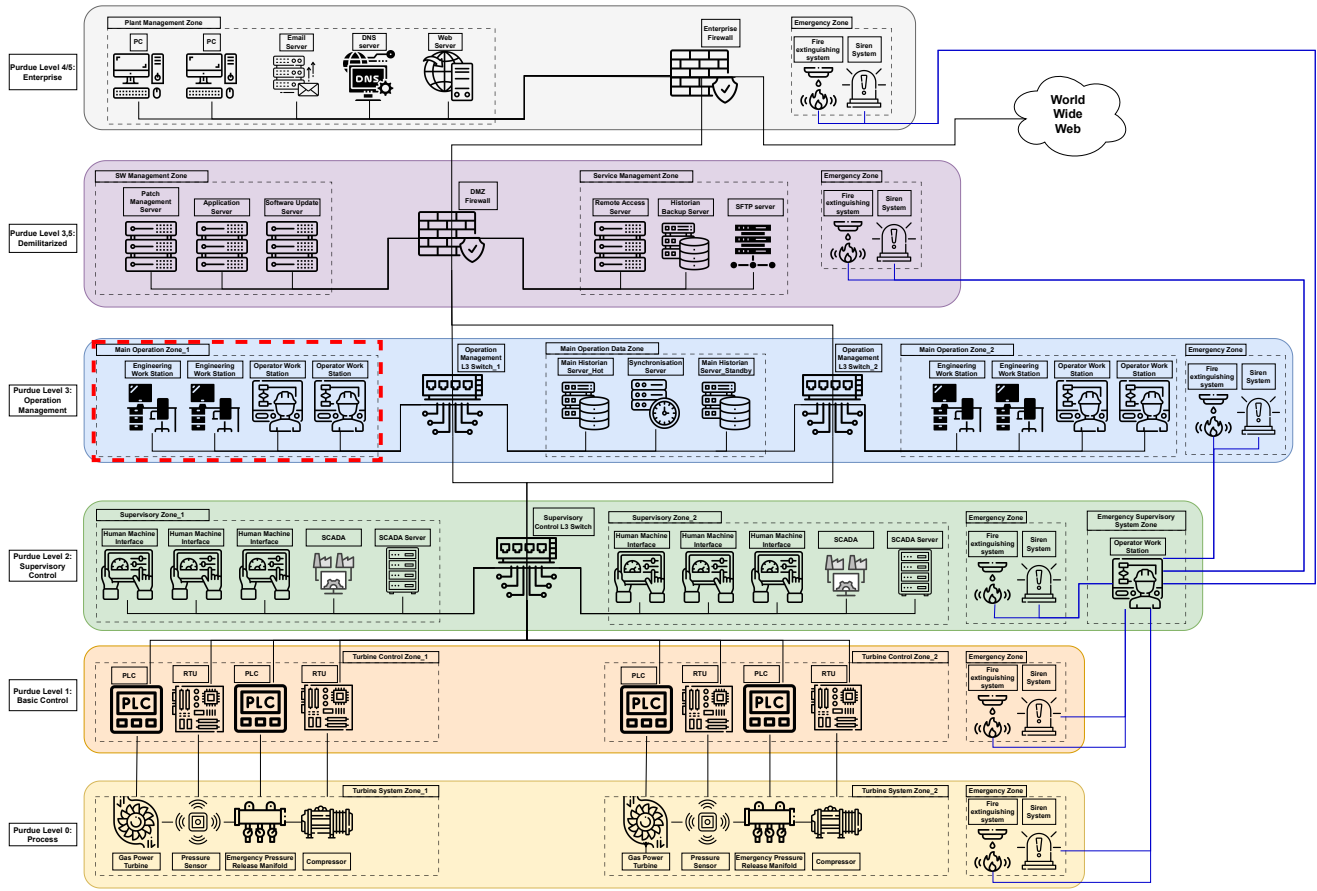 Plant Management Zone
PC
PC
Email
Server
DNS
server
Web
Server
DNS
Enterprise
Firewall
Emergency Zone
Fire
extinguishing
system
Siren
System
Purdue Level 4/5:
Enterprise
World
Wide
Web
SW Management Zone
Patch
Management
Server
Application
Server
Software Update
Server
DMZ
Firewall
Service Management Zone
Remote Access
Server
Historian
Backup Server
SFTP server
Emergency Zone
Fire
extinguishing
system
Siren
System
Purdue Level 3,5:
Demilitarized
Main Operation Zone_1
Engineering
Work Station
Engineering
Work Station
Operator Work
Station
Operator Work
Station
Operation
Management
L3 Switch_1
Main Operation Data Zone
Main Historian
Server_Hot
Synchronisation
Server
Main Historian
Server_Standby
Operation
Management
L3 Switch_2
Main Operation Zone_2
Engineering
Work Station
Engineering
Work Station
Operator Work
Station
Operator Work
Station
Emergency Zone
Fire
extinguishing
system
Siren
System
Purdue Level 3:
Operation
Management
Supervisory Zone_1
Human Machine
Interface
Human Machine
Interface
Human Machine
Interface
SCADA
SCADA Server
Supervisory
Control L3 Switch
Supervisory Zone_2
Human Machine
Interface
Human Machine
Interface
Human Machine
Interface
SCADA
SCADA Server
Emergency Zone
Fire
extinguishing
system
Siren
System
Emergency Supervisory
System Zone
Operator Work
Station
Purdue Level 2:
Supervisory
Control
Turbine Control Zone_1
PLC
RTU
PLC
RTU
PLC
PLC
Turbine Control Zone_2
PLC
RTU
PLC
RTU
PLC
PLC
Emergency Zone
Fire
extinguishing
system
Siren
System
Purdue Level 1:
Basic Control
Turbine System Zone_1
Gas Power
Turbine
Pressure
Sensor
Emergency Pressure
Release Manifold
Compressor
Turbine System Zone_2
Gas Power
Turbine
Pressure
Sensor
Emergency Pressure
Release Manifold
Compressor
Emergency Zone
Fire
extinguishing
system
Siren
System
Purdue Level 0:
Process